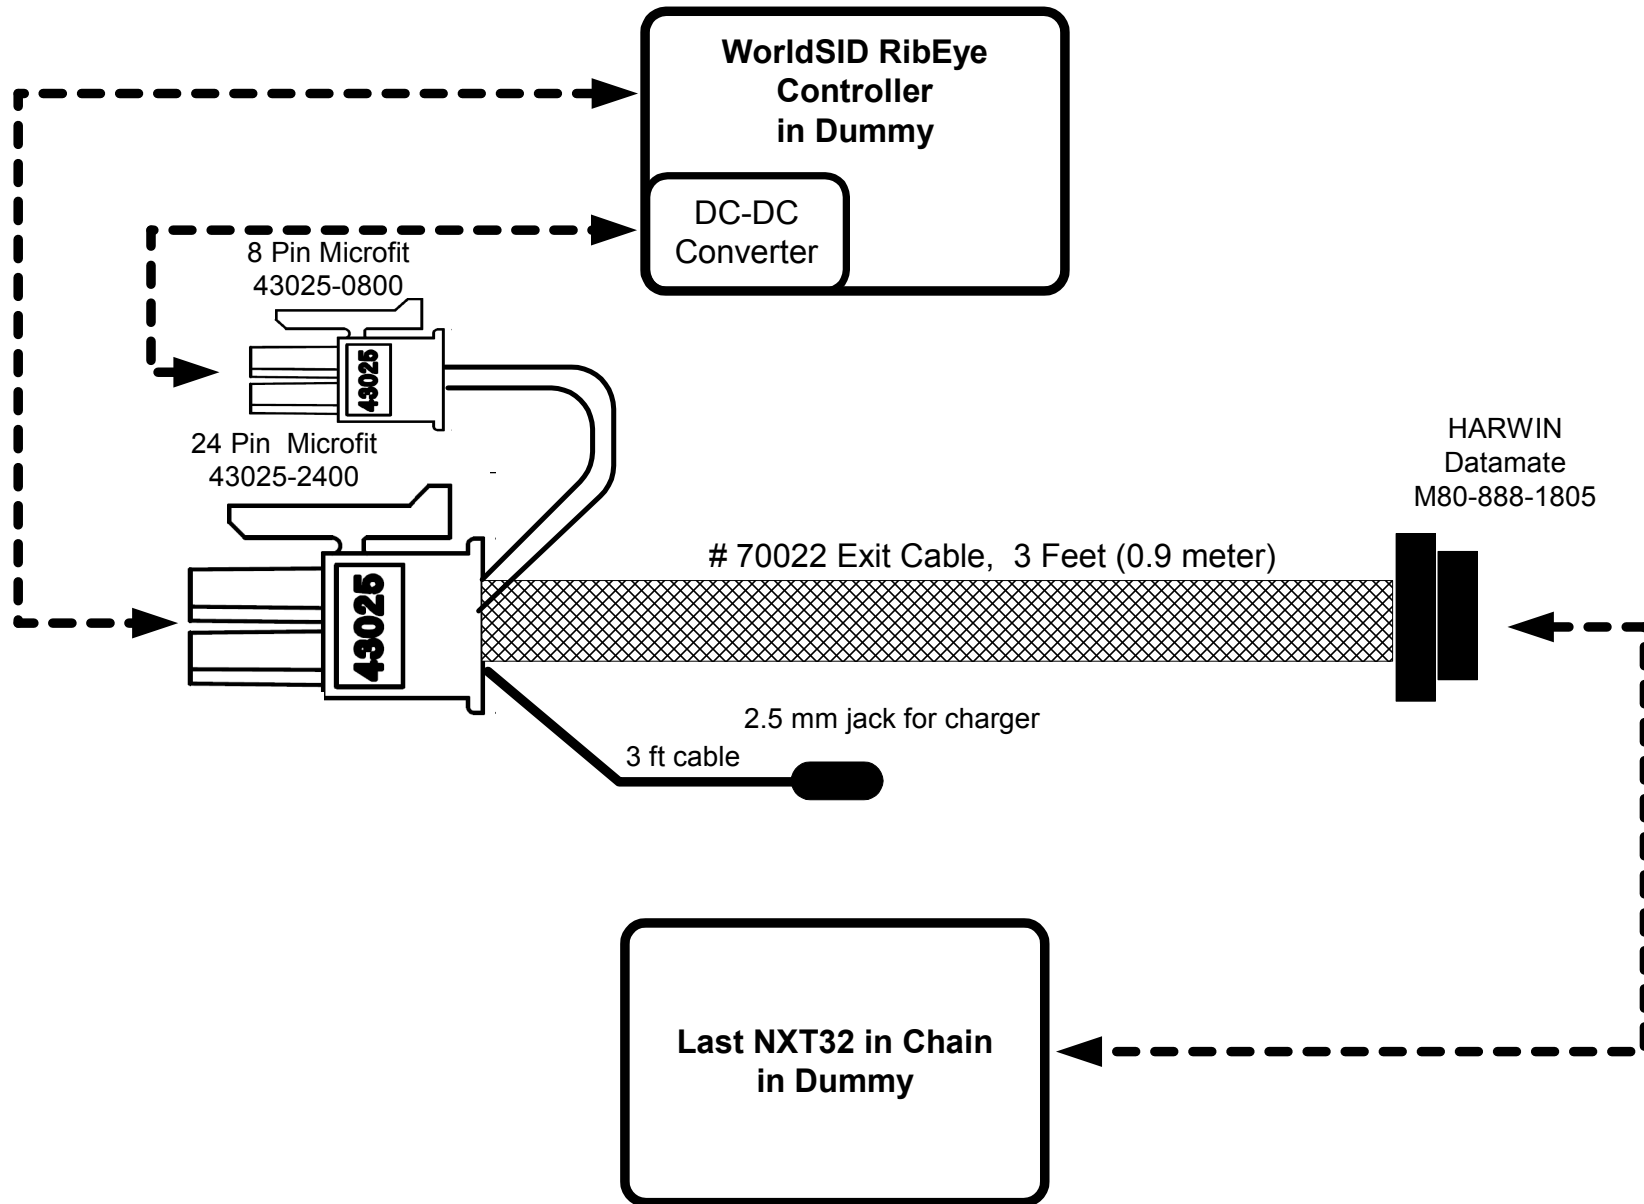 WorldSID RibEye
Controller
in Dummy
DC-DC
Converter
8 Pin Microfit
43025-0800
43025
24 Pin  Microfit
43025-2400
43025
HARWIN
Datamate
M80-888-1805
# 70022 Exit Cable,  3 Feet (0.9 meter)
2.5 mm jack for charger
3 ft cable
Last NXT32 in Chain
in Dummy